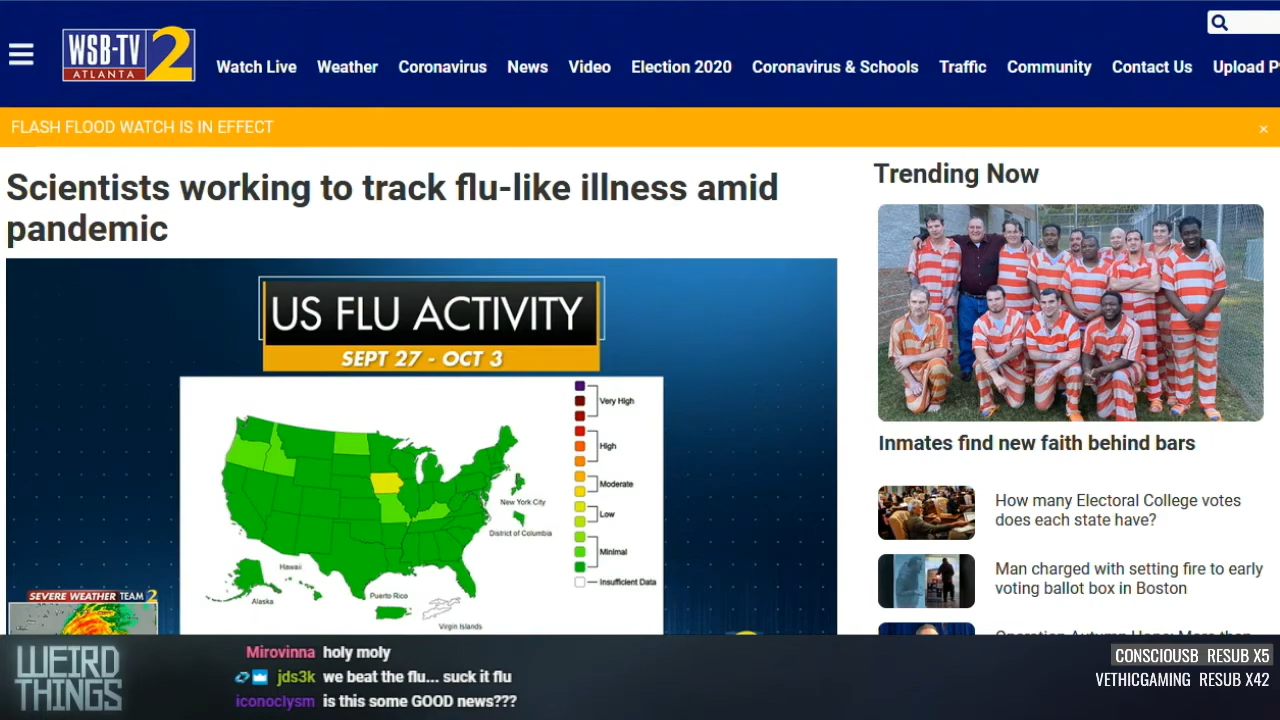 WSB-TV 2
ATLANTA
Watch Live Weather Coronavirus News Video Election 2020 Coronavirus & Schools Traffic Community Contact Us Upload P
FLASH FLOOD WATCH IS IN EFFECT
×
Scientists working to track flu-like illness amid
pandemic
US FLU ACTIVITY
SEPT 27 - OCT 3
Very High
High
Moderate
Low
Minimal
Insufficient Data
New York City
District of Columbia
Hawaii
Alaska
Puerto Rico
Virgin Islands
SEVERE WEATHER TEAM 2
Trending Now
Inmates find new faith behind bars
How many Electoral College votes
does each state have?
Man charged with setting fire to early
voting ballot box in Boston
Operation Autumn Hope: More than
WEIRD
THINGS
Mirovinna holy moly
jds3k we beat the flu... suck it flu
iconoclysm is this some GOOD news???
CONSCIOUSB RESUB X5
VETHICGAMING RESUB X42